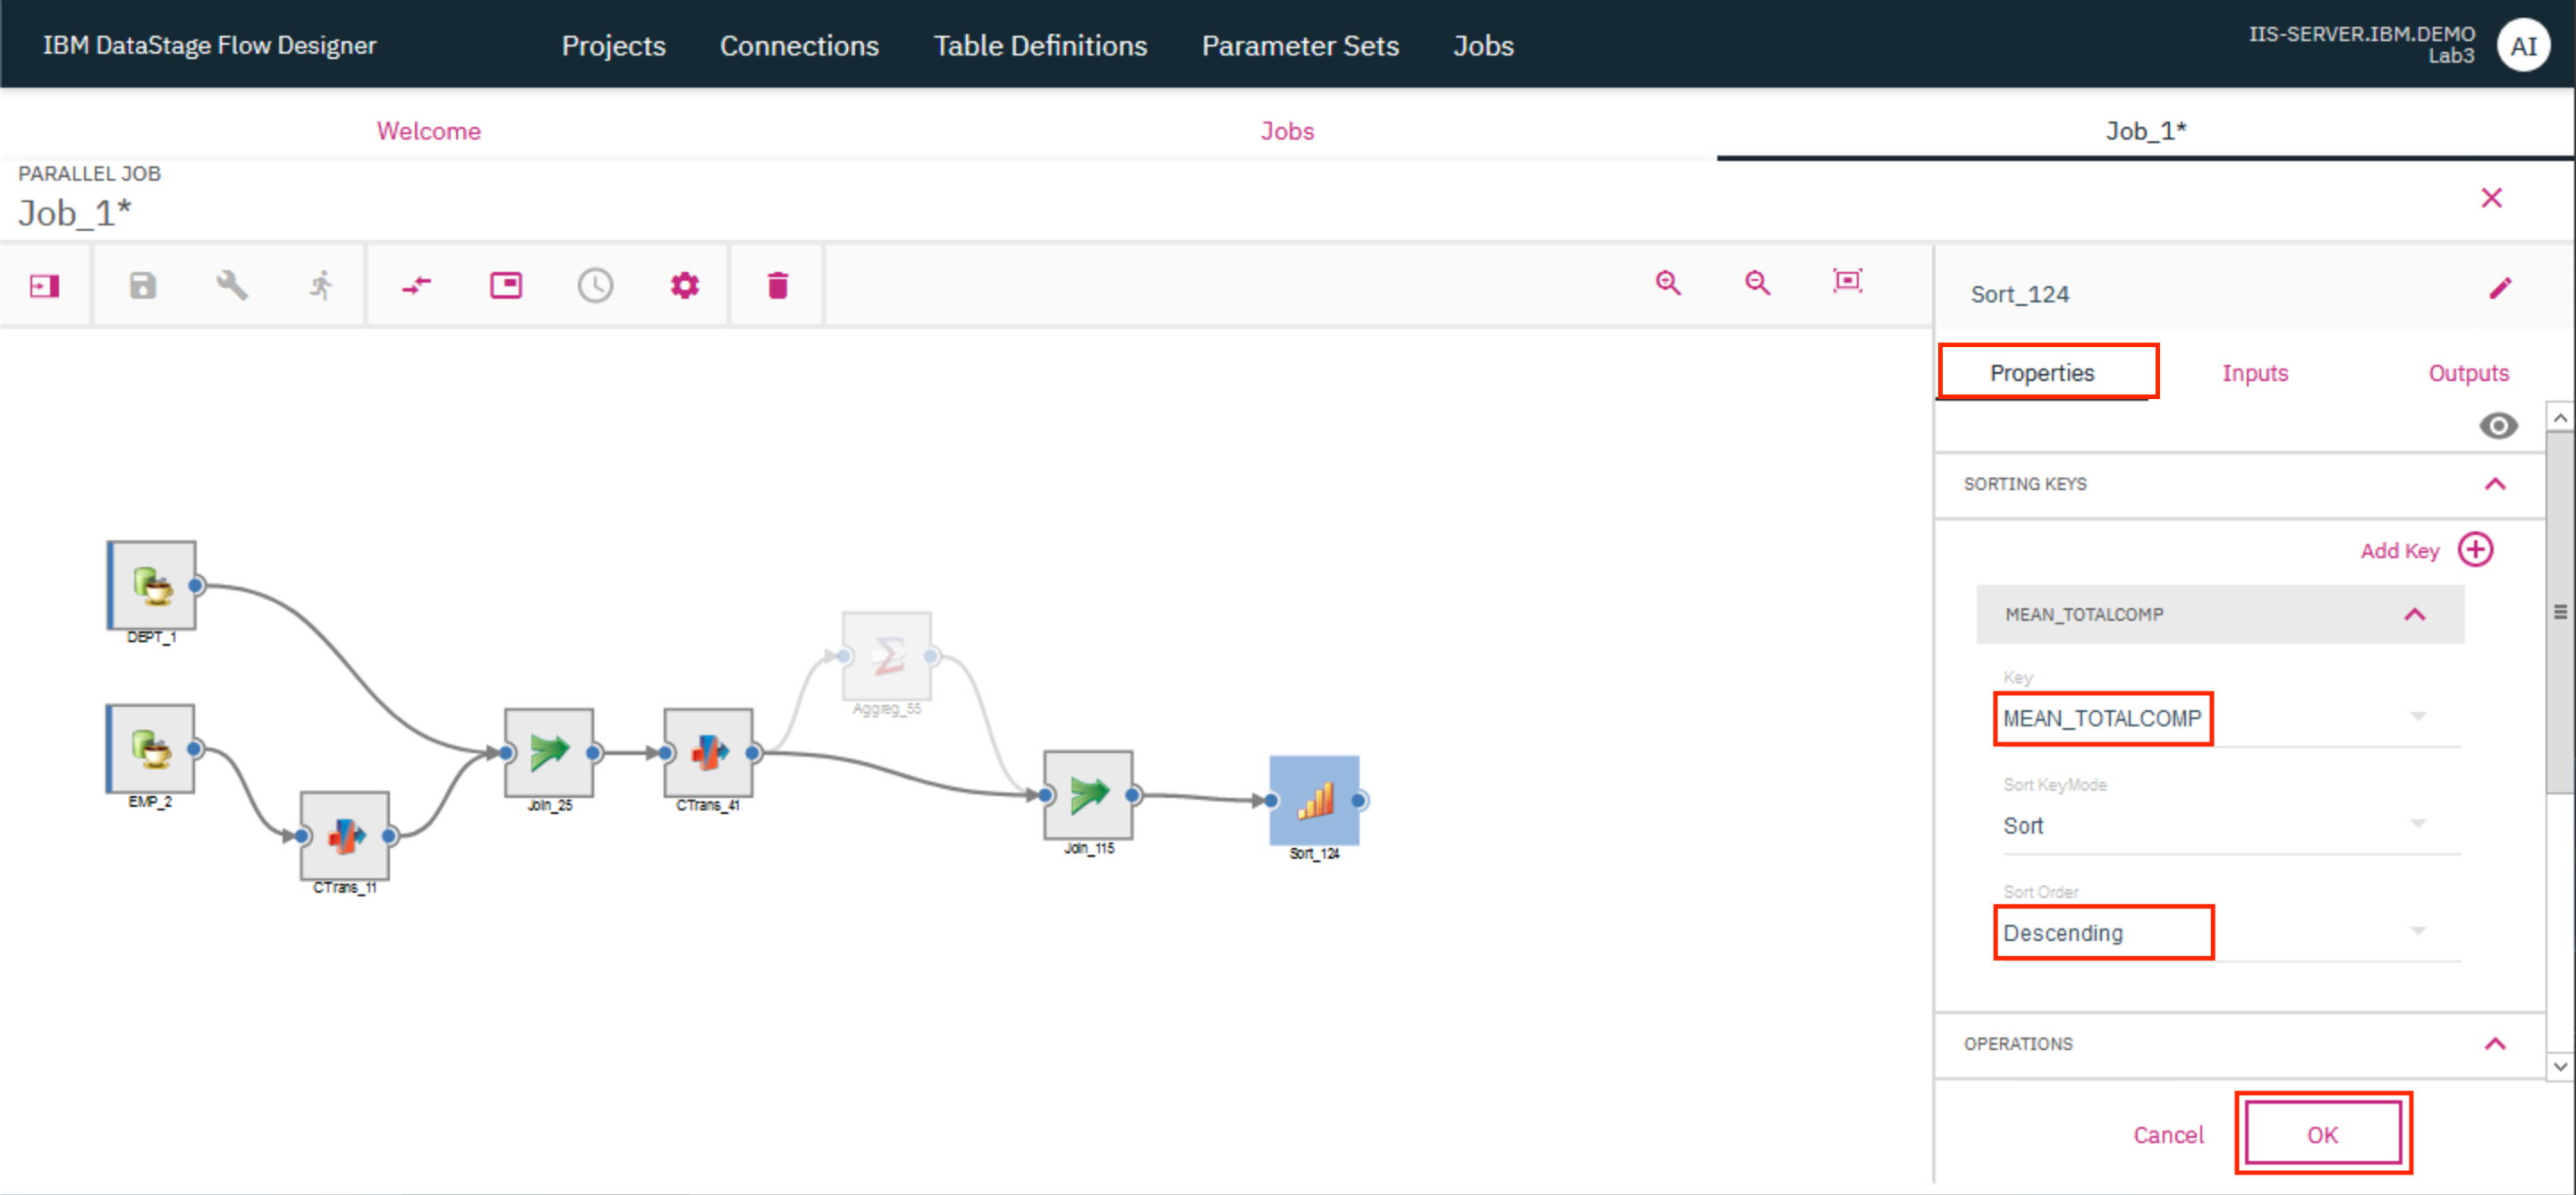 IBM DataStage Flow Designer
Projects
Connections
Table Definitions
Parameter Sets
Jobs
IIS-SERVER.IBM.DEMO
Lab3
AI
Welcome
Jobs
Job_1*
PARALLEL JOB
Job_1*
Sort_124
Properties
Inputs
Outputs
SORTING KEYS
Add Key
MEAN_TOTALCOMP
Key
MEAN_TOTALCOMP
Sort KeyMode
Sort
Sort Order
Descending
OPERATIONS
Cancel
OK
DEPT_1
EMP_2
CTrans_11
Join_25
CTrans_41
Aggreg_55
Join_115
Sort_124